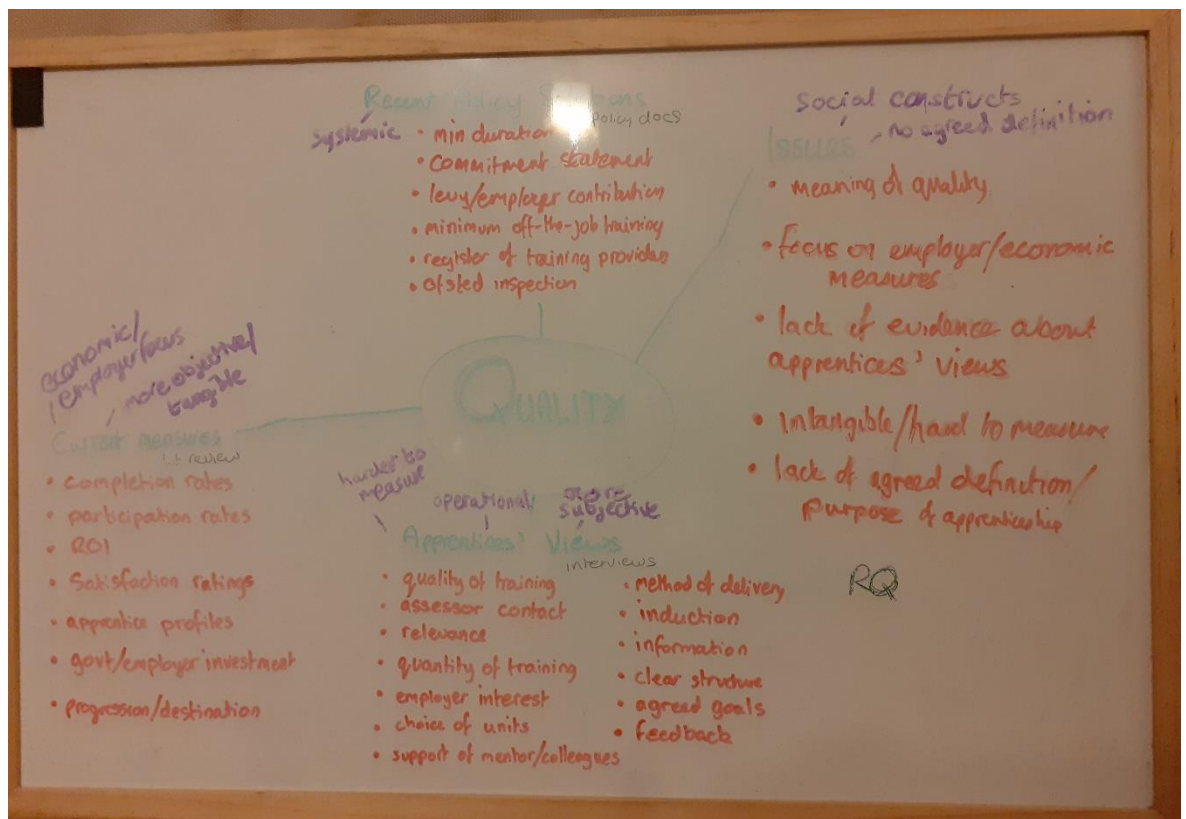 Recent Policy Solutions
policy docs
systemic
• min duration
• commitment statement
• levy/employer contribution
• minimum off-the-job training
• register of training providers
• ofsted inspection
social constructs
no agreed definition
Issues
• meaning of quality
• focus on employer/economic
measures
• lack of evidence about
apprentices' views
• intangible/hard to measure
• lack of agreed definition/
purpose of apprenticeship
RQ
QUALITY
economic/
employer focus
more objective/
tangible
Current measures
lit review
• completion rates
• participation rates
• ROI
• satisfaction ratings
• apprentice profiles
• govt/employer investment
• progression/destination
harder to
measure
operational
more
subjective
Apprentices' Views
interviews
• quality of training
• assessor contact
• relevance
• quantity of training
• employer interest
• choice of units
• support of mentor/colleagues
• method of delivery
• induction
• information
• clear structure
• agreed goals
• feedback